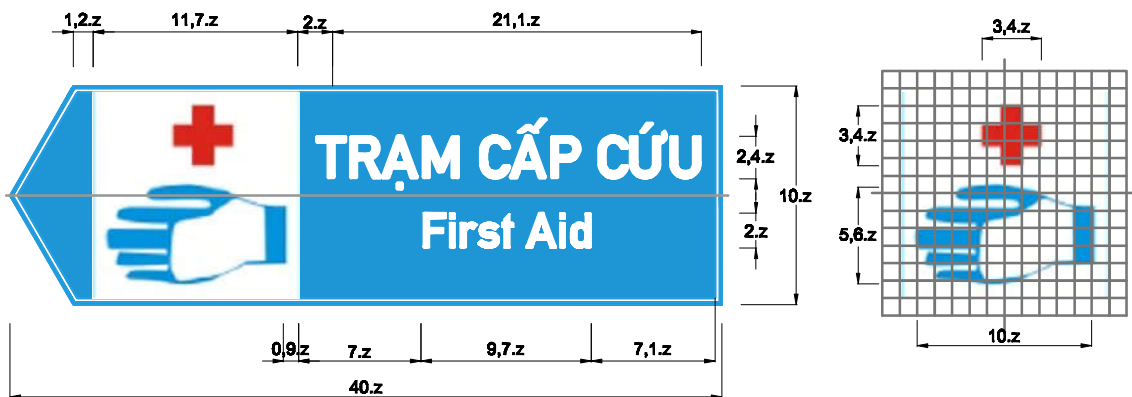 1,2.z 11,7.z 2.z 21,1.z 3,4.z
TRẠM CẤP CỨU
First Aid
2,4.z
10.z
2.z
3,4.z
5,6.z
0,9.z 7.z 9,7.z 7,1.z
10.z
40.z